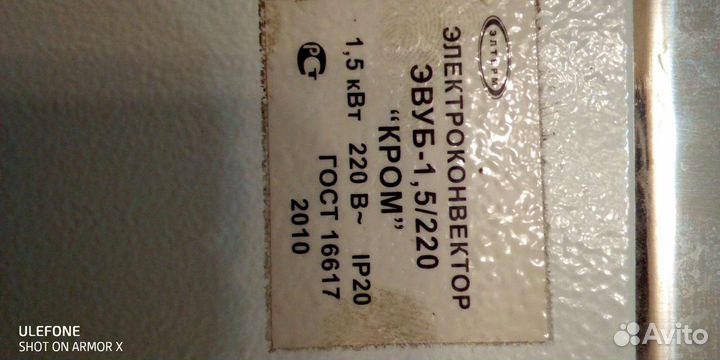 ЭЛТЕРМ
ЭЛЕКТРОКОНВЕКТОР
ЭВУБ-1,5/220
“КРОМ”
1,5 кВт 220 В~ IP20
РСТ
ГОСТ 16617
2010
ULEFONE
SHOT ON ARMOR X
Avito